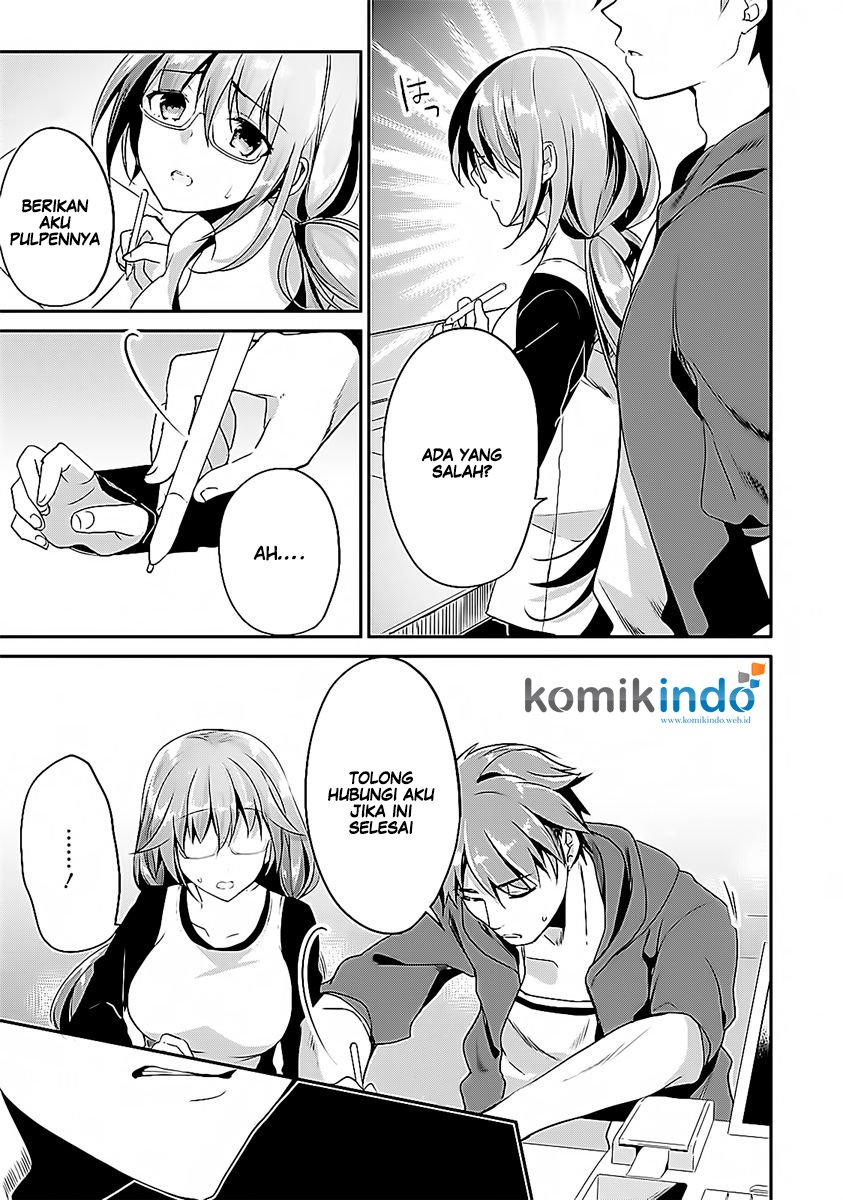 はっ
ADA YANG
SALAH?
BERIKAN
AKU
PULPENNYA
AH....
komikindo
www.komikindo.web.id
TOLONG
HUBUNGI AKU
JIKA INI
SELESAI
......